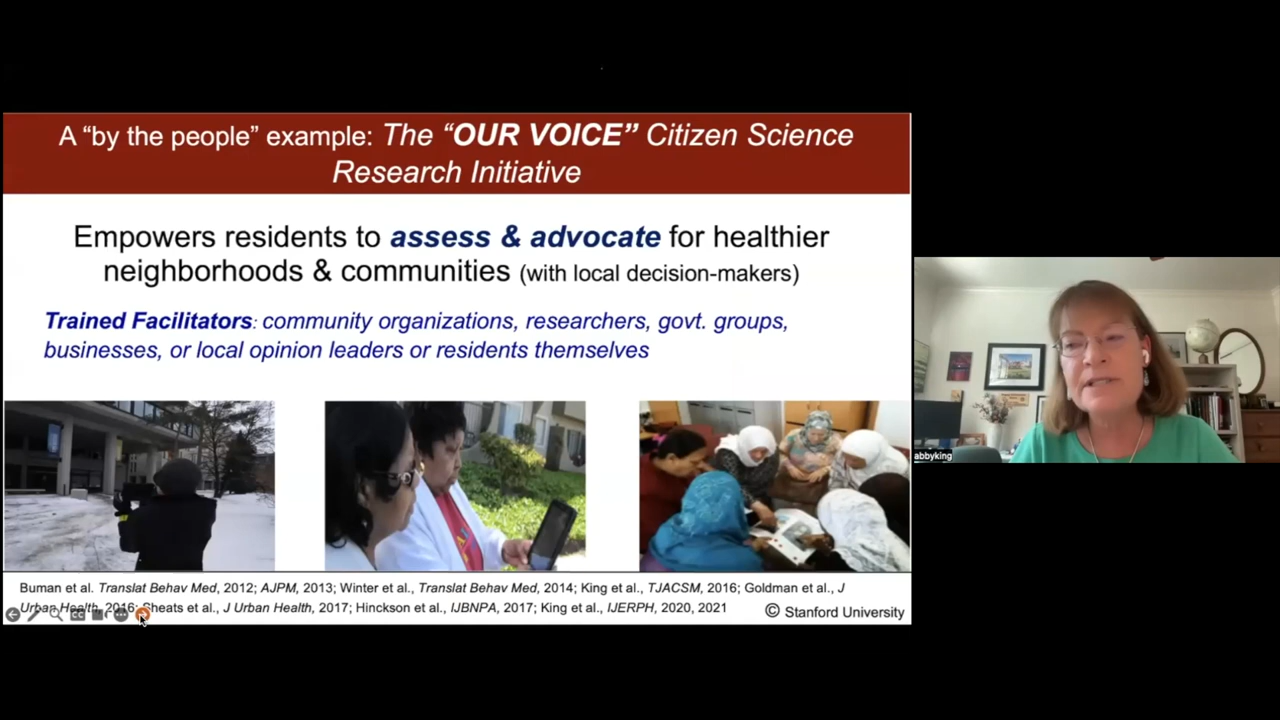 A “by the people” example: The “OUR VOICE” Citizen Science
Research Initiative
Empowers residents to assess & advocate for healthier
neighborhoods & communities (with local decision-makers)
Trained Facilitators: community organizations, researchers, govt. groups,
businesses, or local opinion leaders or residents themselves
abbyking
Buman et al. Translat Behav Med, 2012; AJPM, 2013; Winter et al., Translat Behav Med, 2014; King et al., TJACSM, 2016; Goldman et al., J
Urban Health, 2016; Sheats et al., J Urban Health, 2017; Hinckson et al., IJBNPA, 2017; King et al., IJERPH, 2020, 2021
© Stanford University
CC